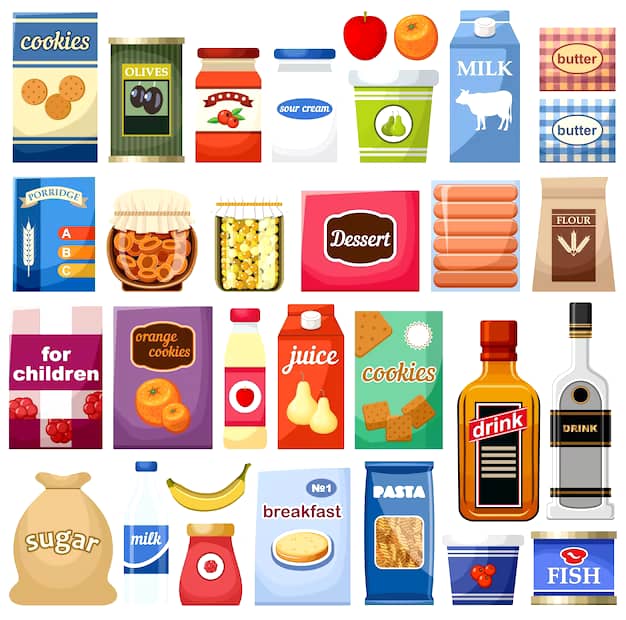 cookies
OLIVES
sour cream
MILK
butter
butter
PORRIDGE
A
B
C
Dessert
FLOUR
for
children
orange
cookies
juice
cookies
drink
DRINK
sugar
milk
№1
breakfast
PASTA
FISH